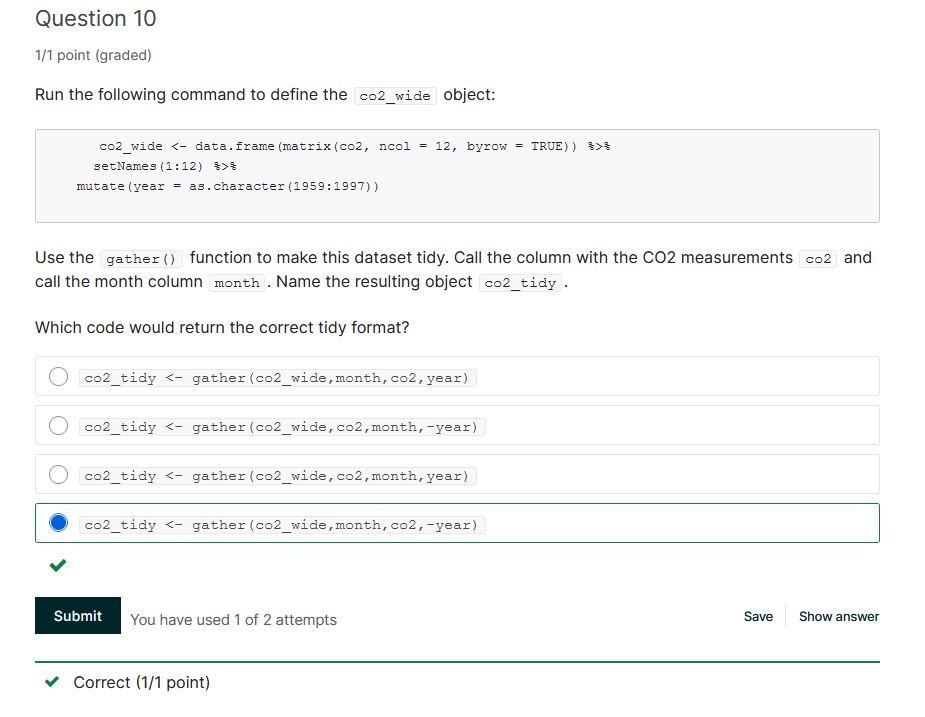 Question 10
1/1 point (graded)
Run the following command to define the co2_wide object:
co2_wide <- data.frame(matrix(co2, ncol = 12, byrow = TRUE)) %>%
setNames(1:12) %>%
mutate(year = as.character(1959:1997))
Use the gather() function to make this dataset tidy. Call the column with the CO2 measurements co2 and
call the month column month . Name the resulting object co2_tidy .
Which code would return the correct tidy format?
co2_tidy <- gather(co2_wide,month,co2,year)
co2_tidy <- gather(co2_wide,co2,month,-year)
co2_tidy <- gather(co2_wide,co2,month,year)
co2_tidy <- gather(co2_wide,month,co2,-year)
Submit You have used 1 of 2 attempts Save Show answer
Correct (1/1 point)